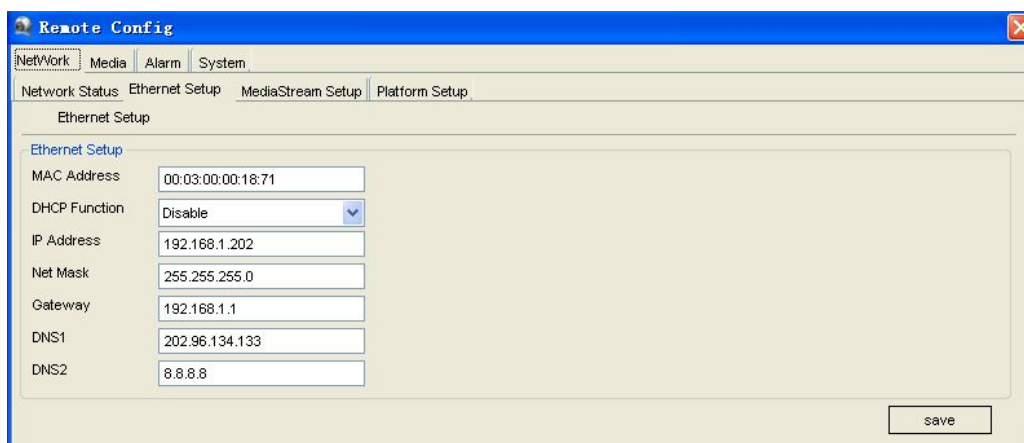 Remote Config
NetWork Media Alarm System
Network Status Ethernet Setup MediaStream Setup Platform Setup
Ethernet Setup
Ethernet Setup
MAC Address 00:03:00:00:18:71
DHCP Function Disable
IP Address 192.168.1.202
Net Mask 255.255.255.0
Gateway 192.168.1.1
DNS1 202.96.134.133
DNS2 8.8.8.8
save